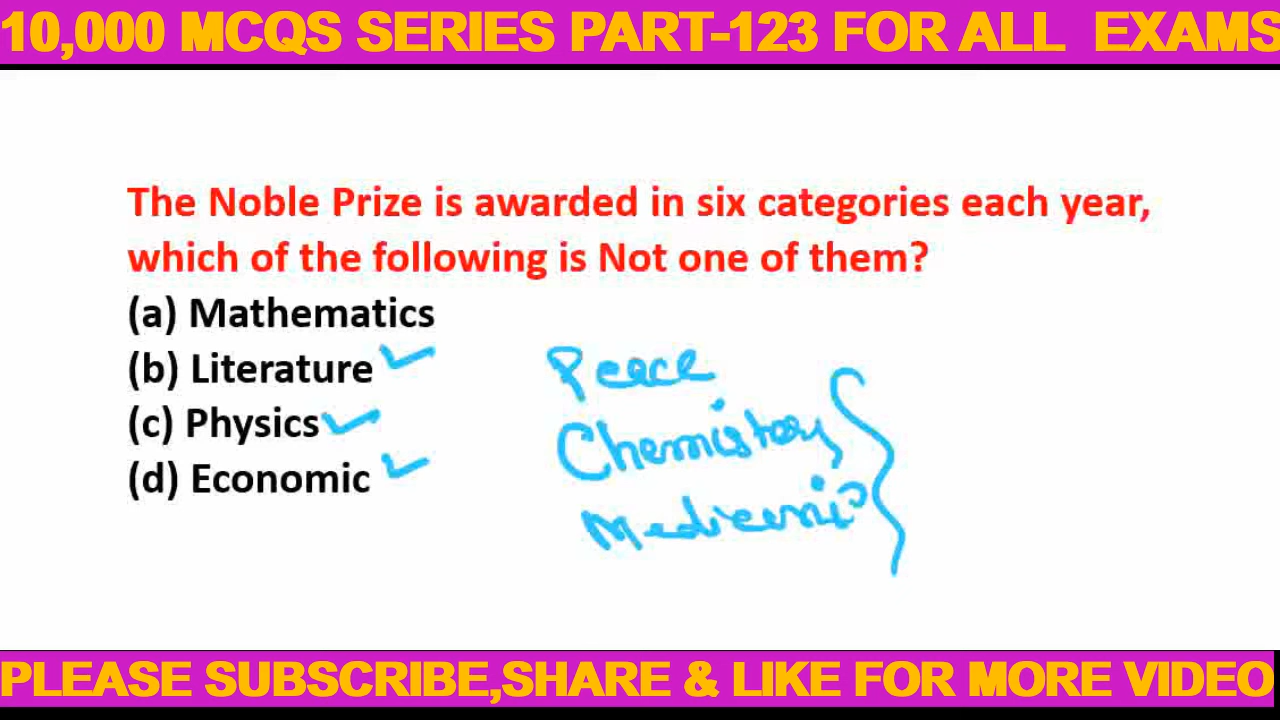 10,000 MCQS SERIES PART-123 FOR ALL EXAMS
The Noble Prize is awarded in six categories each year,
which of the following is Not one of them?
(a) Mathematics
(b) Literature
(c) Physics
(d) Economic
Peace
Chemistry
PLEASE SUBSCRIBE,SHARE & LIKE FOR MORE VIDEO